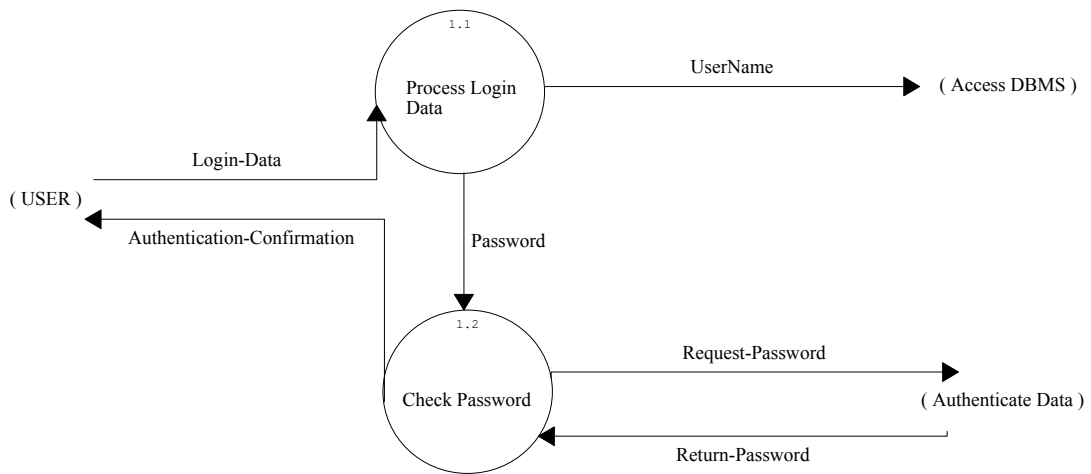 1.1
Process Login
Data
UserName
( Access DBMS )
Login-Data
( USER )
Authentication-Confirmation
Password
1.2
Check Password
Request-Password
( Authenticate Data )
Return-Password